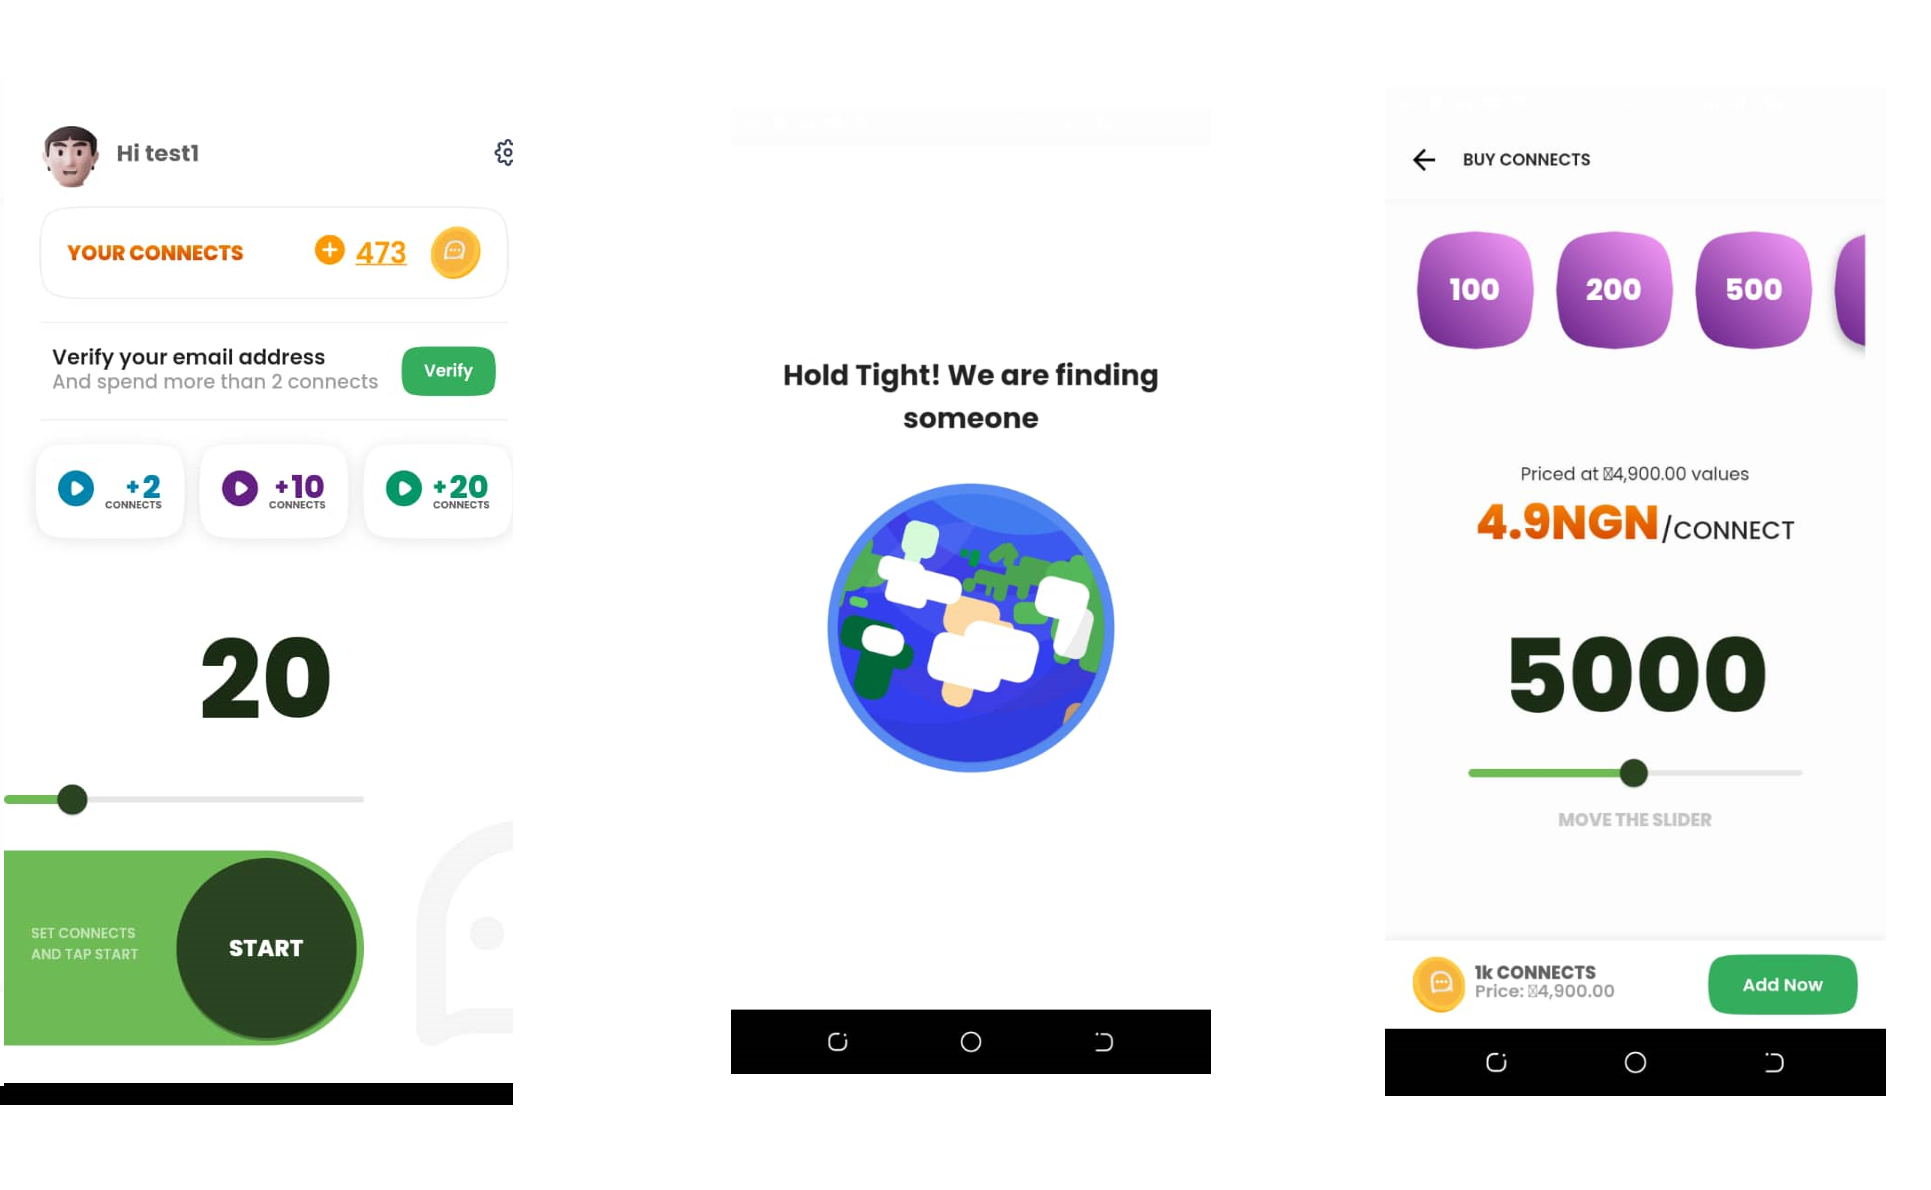 Hi test1
YOUR CONNECTS
473
Verify your email address
And spend more than 2 connects
Verify
+2
CONNECTS
+10
CONNECTS
+20
CONNECTS
20
SET CONNECTS
AND TAP START
START
Hold Tight! We are finding
someone
BUY CONNECTS
100
200
500
Priced at 4,900.00 values
4.9NGN/CONNECT
5000
MOVE THE SLIDER
1k CONNECTS
Price: 4,900.00
Add Now